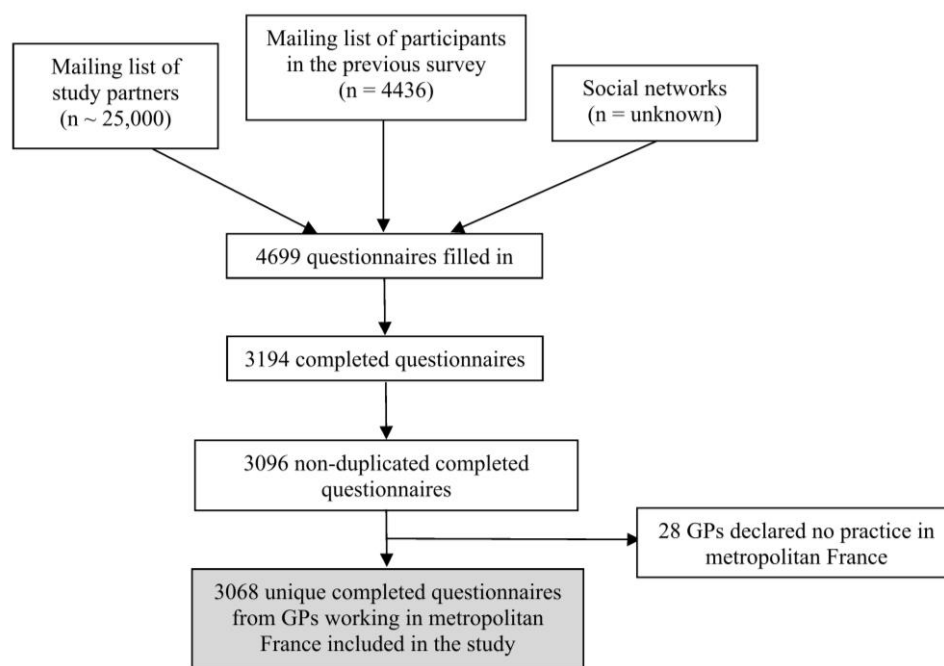 Mailing list of
study partners
(n ~ 25,000)
Mailing list of participants
in the previous survey
(n = 4436)
Social networks
(n = unknown)
4699 questionnaires filled in
3194 completed questionnaires
3096 non-duplicated completed
questionnaires
28 GPs declared no practice in
metropolitan France
3068 unique completed questionnaires
from GPs working in metropolitan
France included in the study